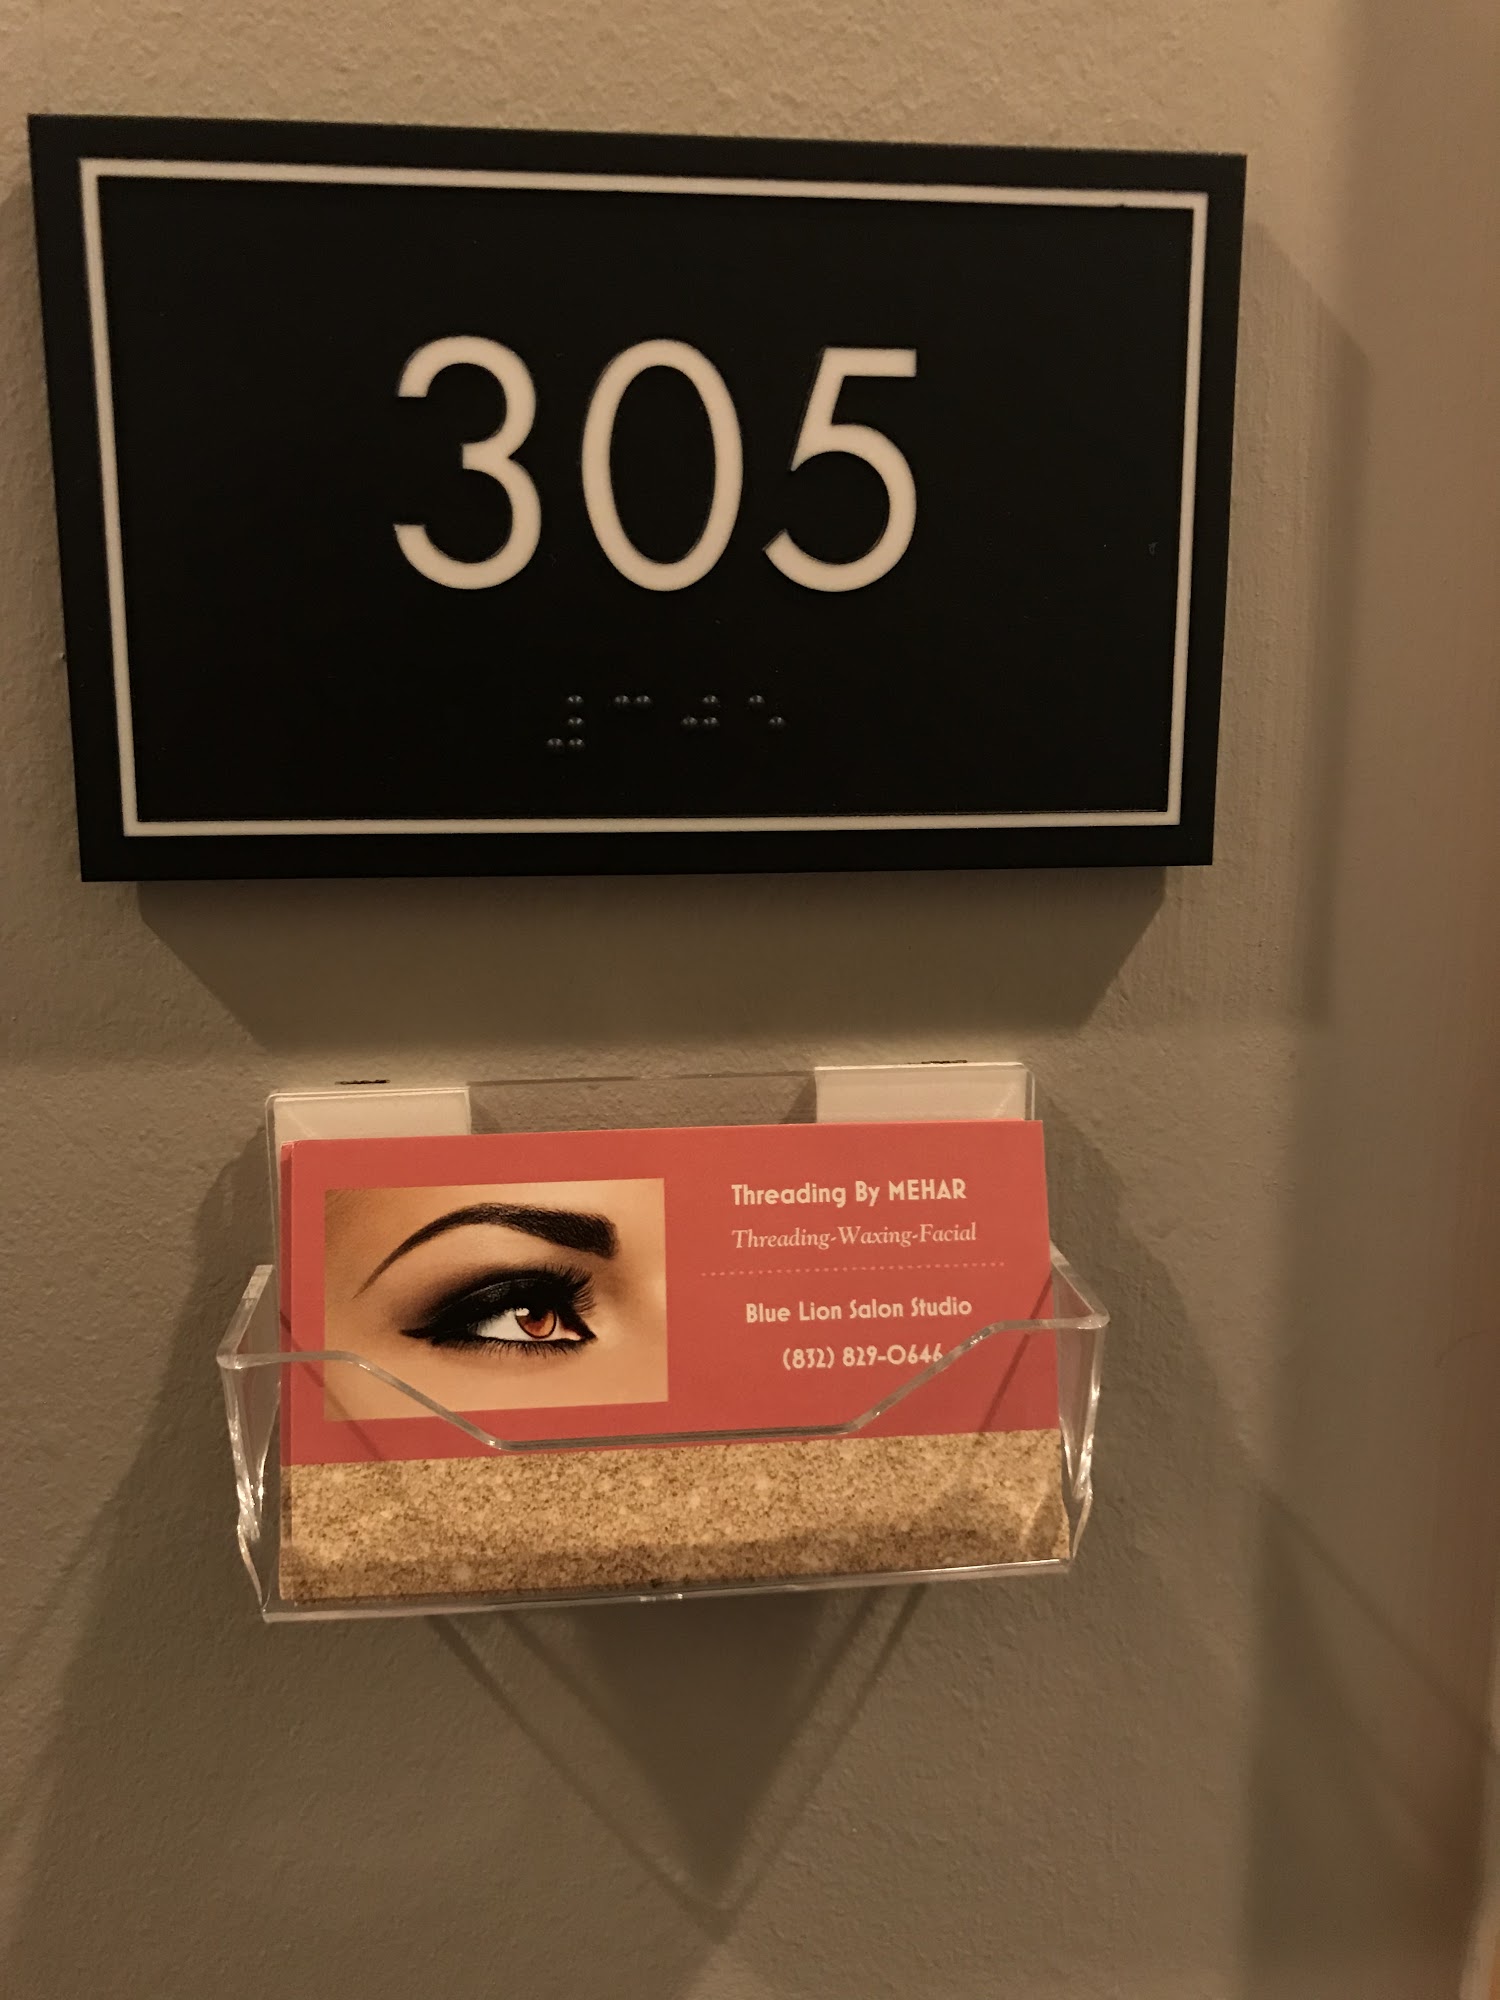 305
⠼⠉⠚⠑
Threading By MEHAR
Threading-Waxing-Facial
Blue Lion Salon Studio
(832) 829-0646